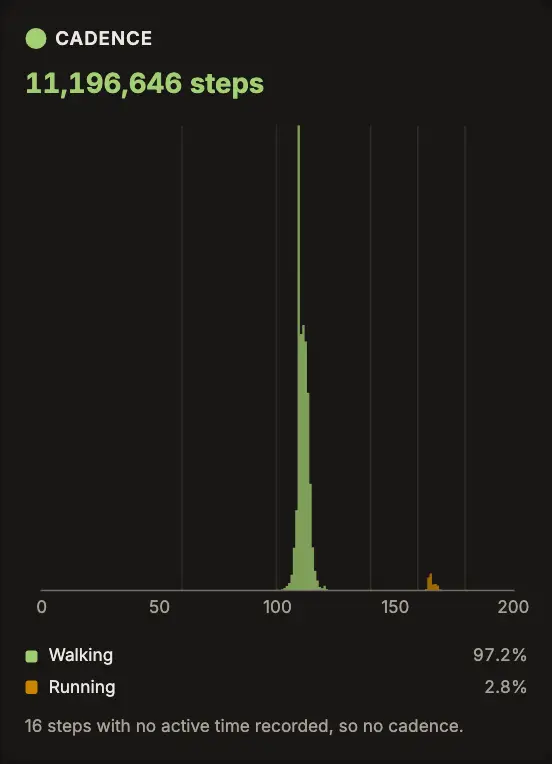 CADENCE
11,196,646 steps
0 50 100 150 200
Walking 97.2%
Running 2.8%
16 steps with no active time recorded, so no cadence.